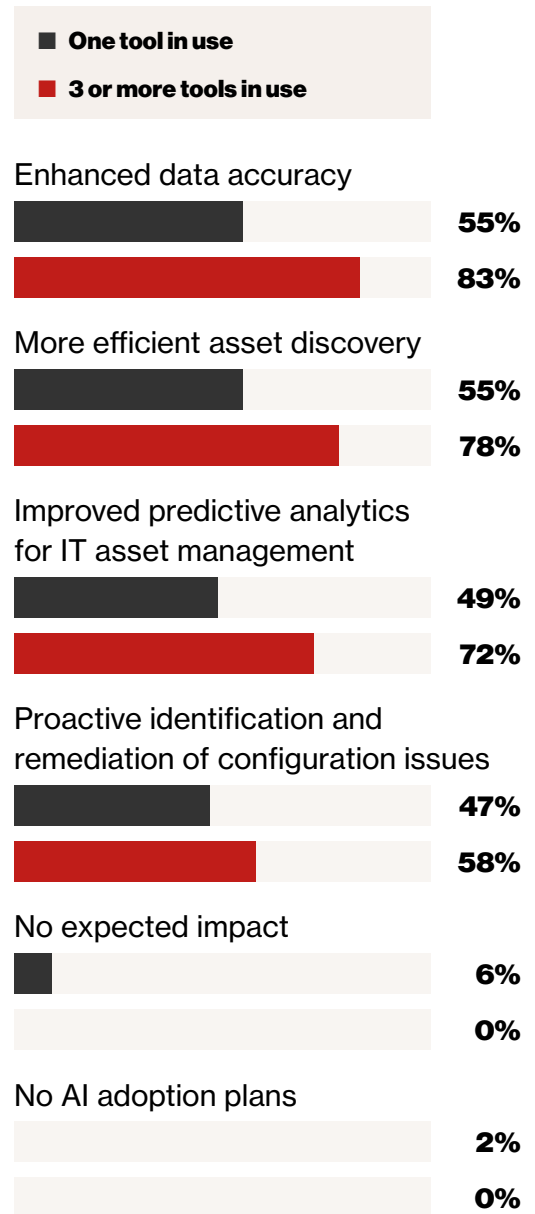 One tool in use
3 or more tools in use
Enhanced data accuracy
55%
83%
More efficient asset discovery
55%
78%
Improved predictive analytics
for IT asset management
49%
72%
Proactive identification and
remediation of configuration issues
47%
58%
No expected impact
6%
0%
No AI adoption plans
2%
0%